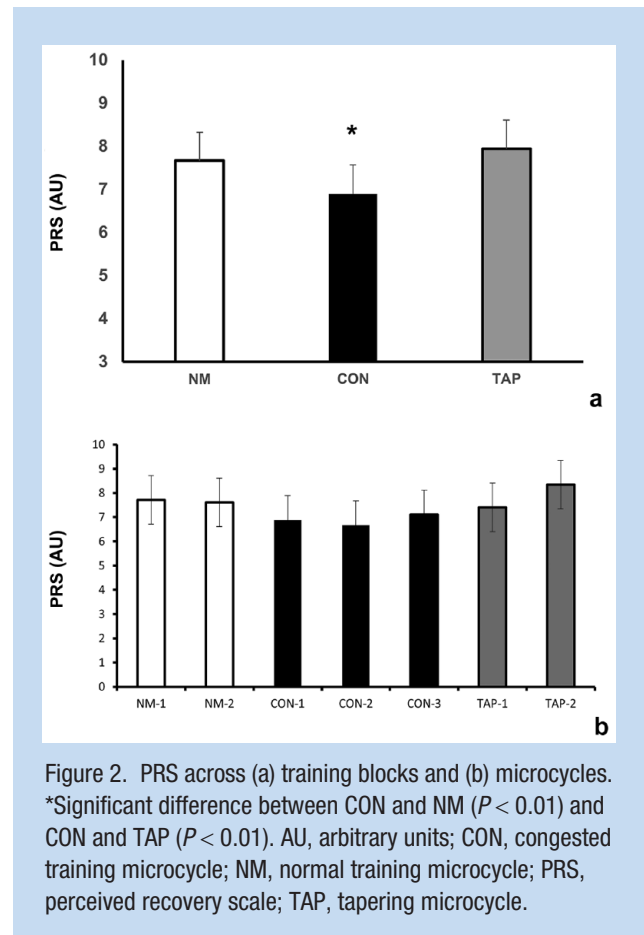 10
9
8
7
6
5
4
3
PRS (AU)
*
NM CON TAP
a
10
9
8
7
6
5
4
3
2
1
0
PRS (AU)
NM-1 NM-2 CON-1 CON-2 CON-3 TAP-1 TAP-2
b
Figure 2. PRS across (a) training blocks and (b) microcycles.
*Significant difference between CON and NM (P < 0.01) and
CON and TAP (P < 0.01). AU, arbitrary units; CON, congested
training microcycle; NM, normal training microcycle; PRS,
perceived recovery scale; TAP, tapering microcycle.